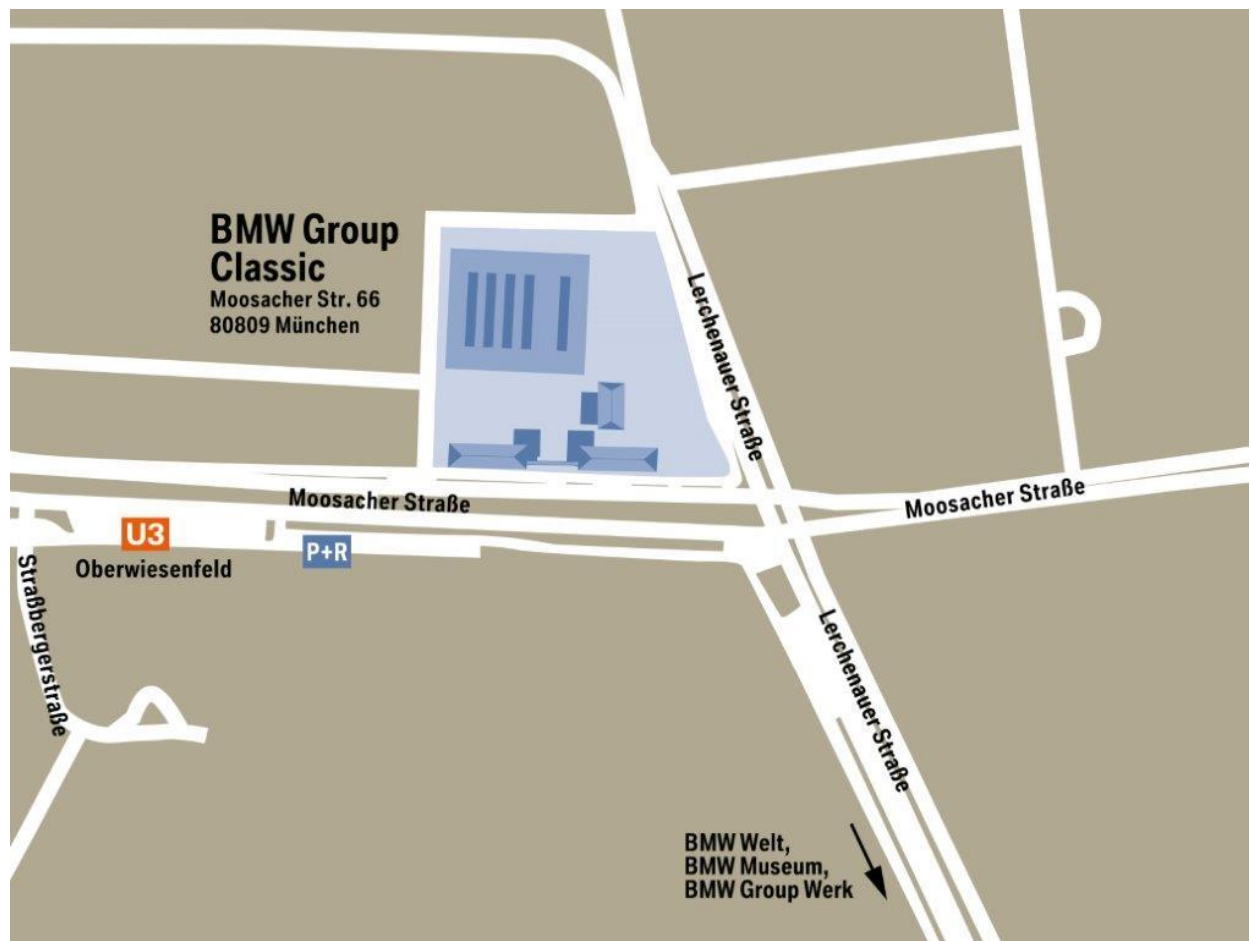 BMW Group
Classic
Moosacher Str. 66
80809 München
Lerchenauer Straße
Moosacher Straße
Moosacher Straße
U3
P+R
Oberwiesenfeld
Straßbergerstraße
Lerchenauer Straße
BMW Welt,
BMW Museum,
BMW Group Werk